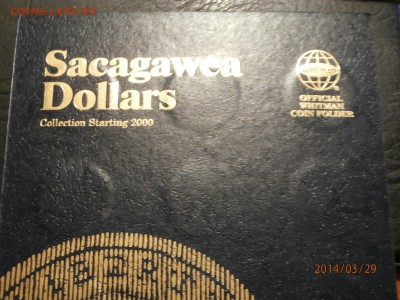 Sacagawea
Dollars
Collection Starting 2000
OFFICIAL
WHITMAN
COIN FOLDER
2014/03/29